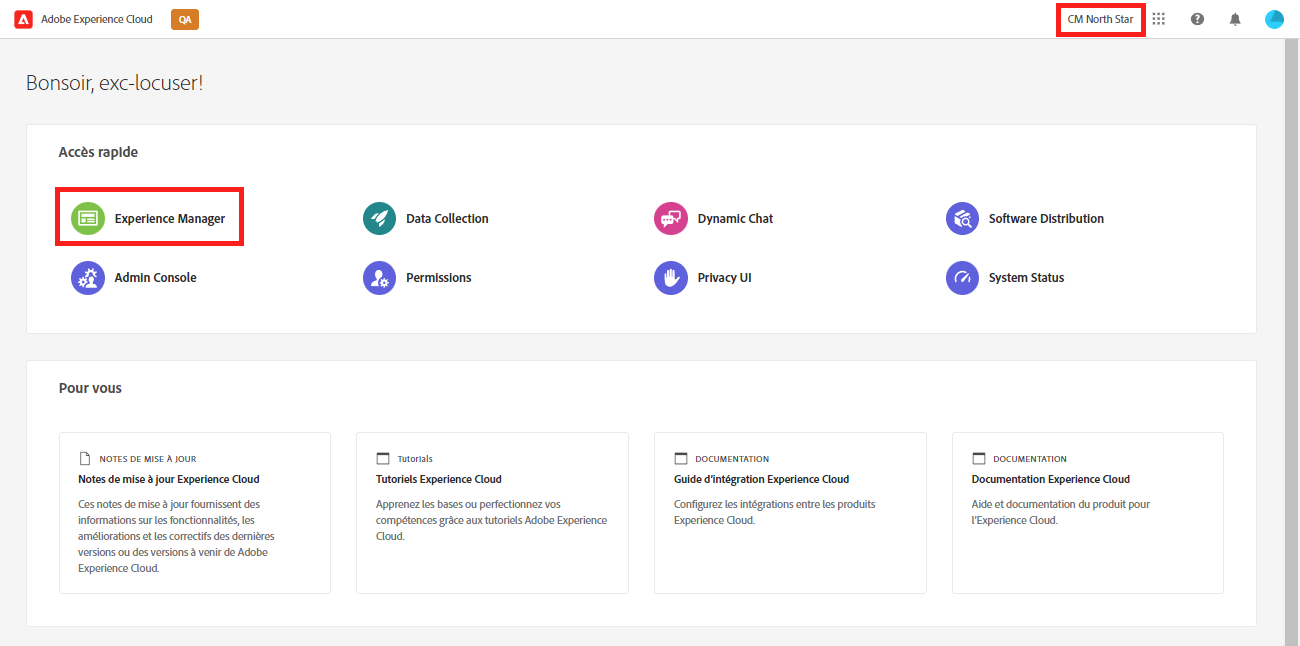 Adobe Experience Cloud QA CM North Star
Bonsoir, exc-locuser!
Accès rapide
Experience Manager Data Collection Dynamic Chat Software Distribution
Admin Console Permissions Privacy UI System Status
Pour vous
NOTES DE MISE À JOUR
Notes de mise à jour Experience Cloud
Ces notes de mise à jour fournissent des
informations sur les fonctionnalités, les
améliorations et les correctifs des dernières
versions ou des versions à venir de Adobe
Experience Cloud.
Tutorials
Tutoriels Experience Cloud
Apprenez les bases ou perfectionnez vos
compétences grâce aux tutoriels Adobe Experience
Cloud.
DOCUMENTATION
Guide d'intégration Experience Cloud
Configurez les intégrations entre les produits
Experience Cloud.
DOCUMENTATION
Documentation Experience Cloud
Aide et documentation du produit pour
l'Experience Cloud.